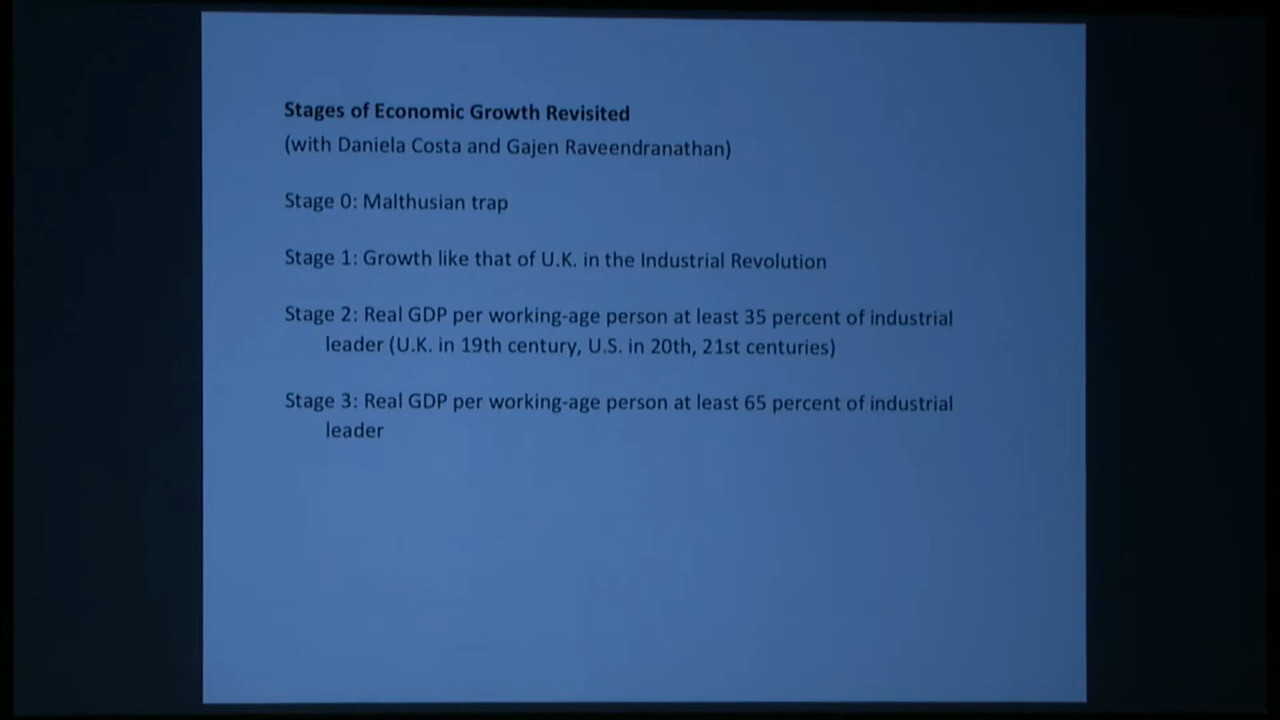 Stages of Economic Growth Revisited
(with Daniela Costa and Gajen Raveendranathan)
Stage 0: Malthusian trap
Stage 1: Growth like that of U.K. in the Industrial Revolution
Stage 2: Real GDP per working-age person at least 35 percent of industrial
leader (U.K. in 19th century, U.S. in 20th, 21st centuries)
Stage 3: Real GDP per working-age person at least 65 percent of industrial
leader